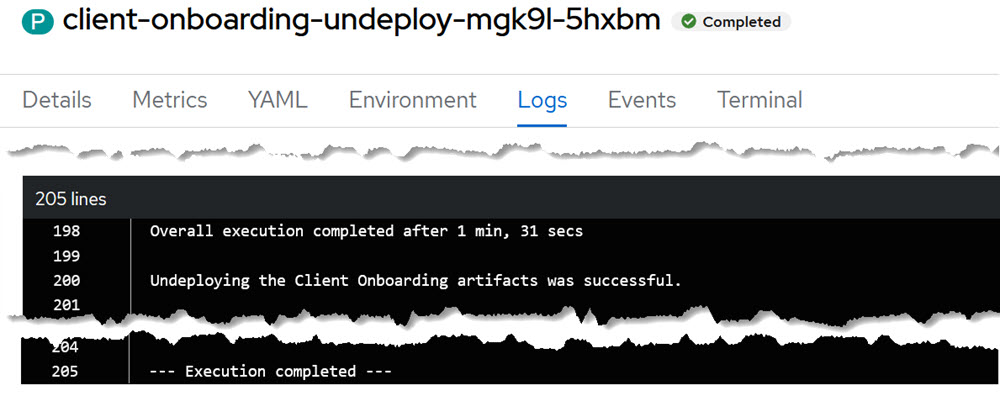 P client-onboarding-undeploy-mgk9l-5hxbm Completed
Details Metrics YAML Environment Logs Events Terminal
205 lines
198 Overall execution completed after 1 min, 31 secs
199
200 Undeploying the Client Onboarding artifacts was successful.
201
204
205 --- Execution completed ---